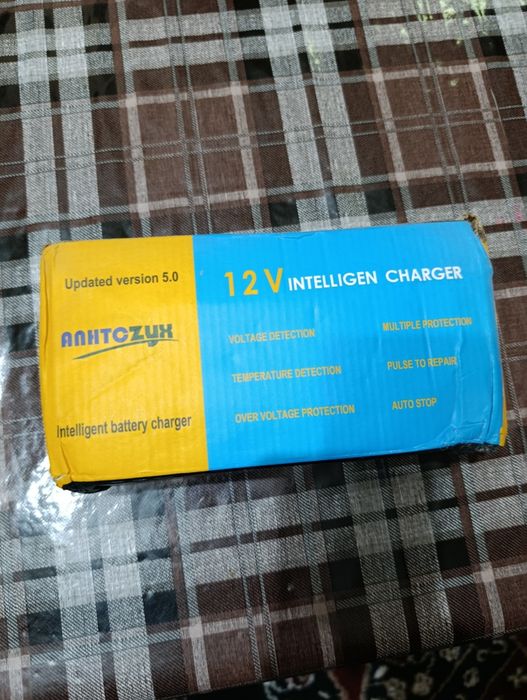 Updated version 5.0
ANHTCZYX
Intelligent battery charger
12V INTELLIGEN CHARGER
VOLTAGE DETECTION
MULTIPLE PROTECTION
TEMPERATURE DETECTION
PULSE TO REPAIR
OVER VOLTAGE PROTECTION
AUTO STOP